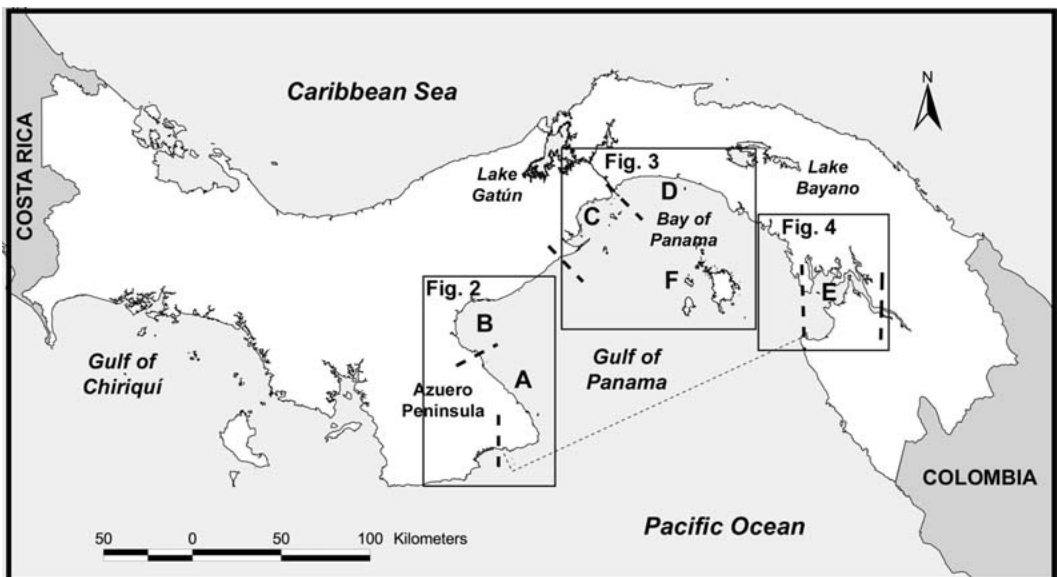 Caribbean Sea
N
COSTA RICA
Lake
Gatún
Fig. 3
Lake
Bayano
D
C
Bay of
Panama
Fig. 4
F
E
Fig. 2
B
Gulf of
Chiriquí
Gulf of
Panama
A
Azuero
Peninsula
COLOMBIA
Pacific Ocean
50 0 50 100 Kilometers